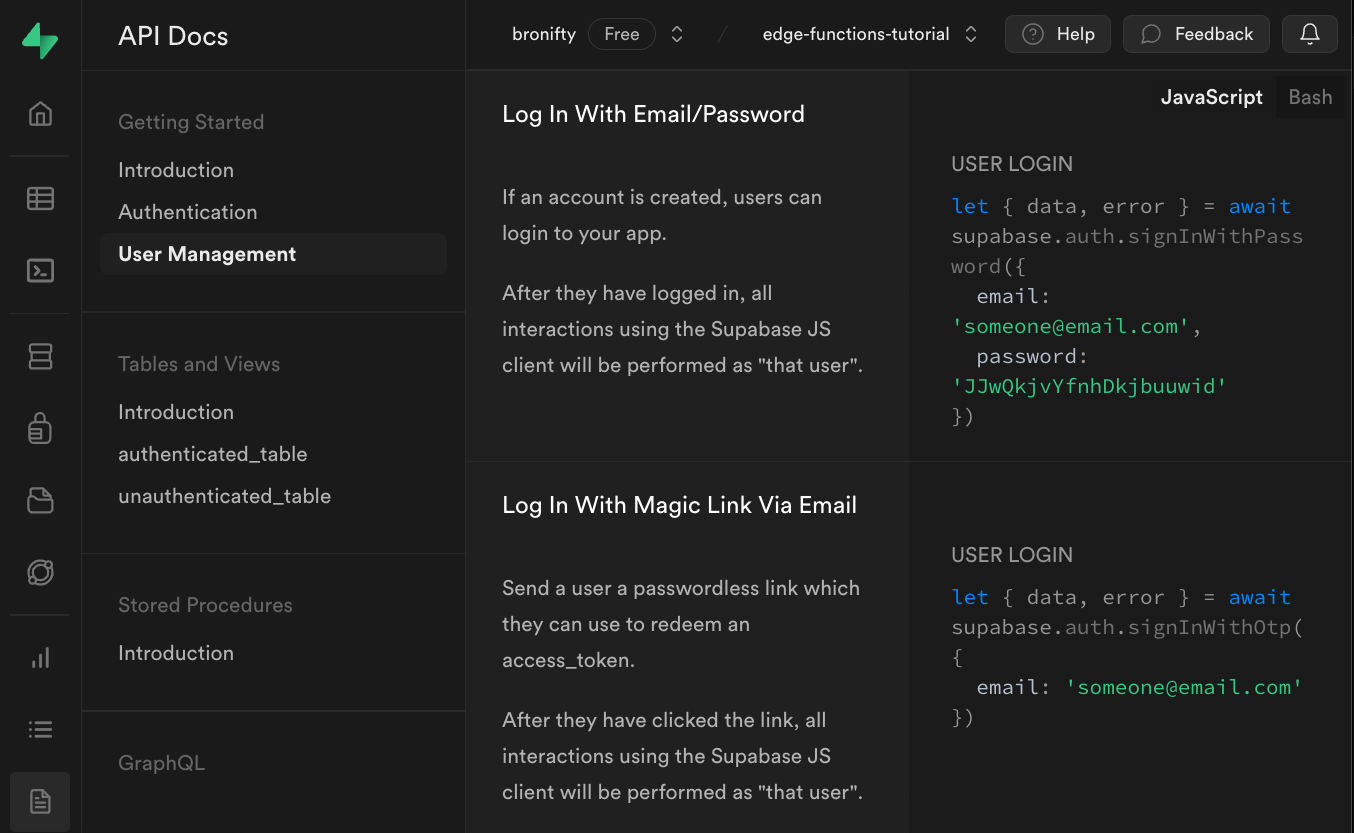 API Docs
bronifty Free / edge-functions-tutorial Help Feedback
Getting Started
Introduction
Authentication
User Management
Tables and Views
Introduction
authenticated_table
unauthenticated_table
Stored Procedures
Introduction
GraphQL
Log In With Email/Password
If an account is created, users can
login to your app.
After they have logged in, all
interactions using the Supabase JS
client will be performed as "that user".
JavaScript Bash
USER LOGIN
let { data, error } = await
supabase.auth.signInWithPass
word({
  email:
'someone@email.com',
  password:
'JJwQkjvYfnhDkjbuuwid'
})
Log In With Magic Link Via Email
Send a user a passwordless link which
they can use to redeem an
access_token.
After they have clicked the link, all
interactions using the Supabase JS
client will be performed as "that user".
USER LOGIN
let { data, error } = await
supabase.auth.signInWithOtp(
{
  email: 'someone@email.com'
})